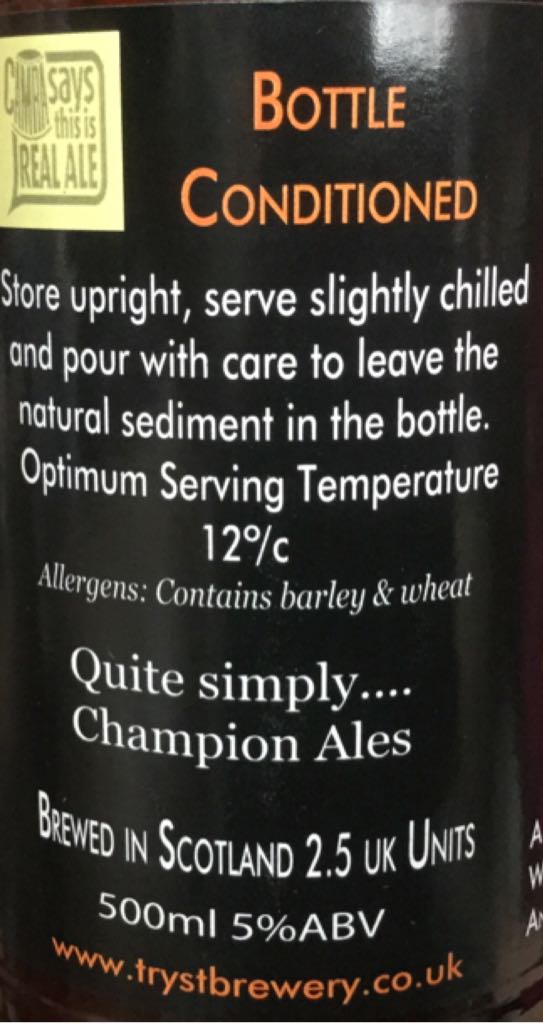 CAMRA says
this is
REAL ALE
BOTTLE
CONDITIONED
Store upright, serve slightly chilled
and pour with care to leave the
natural sediment in the bottle.
Optimum Serving Temperature
12º/c
Allergens: Contains barley & wheat
Quite simply....
Champion Ales
BREWED IN SCOTLAND 2.5 UK UNITS
500ml 5%ABV
www.trystbrewery.co.uk